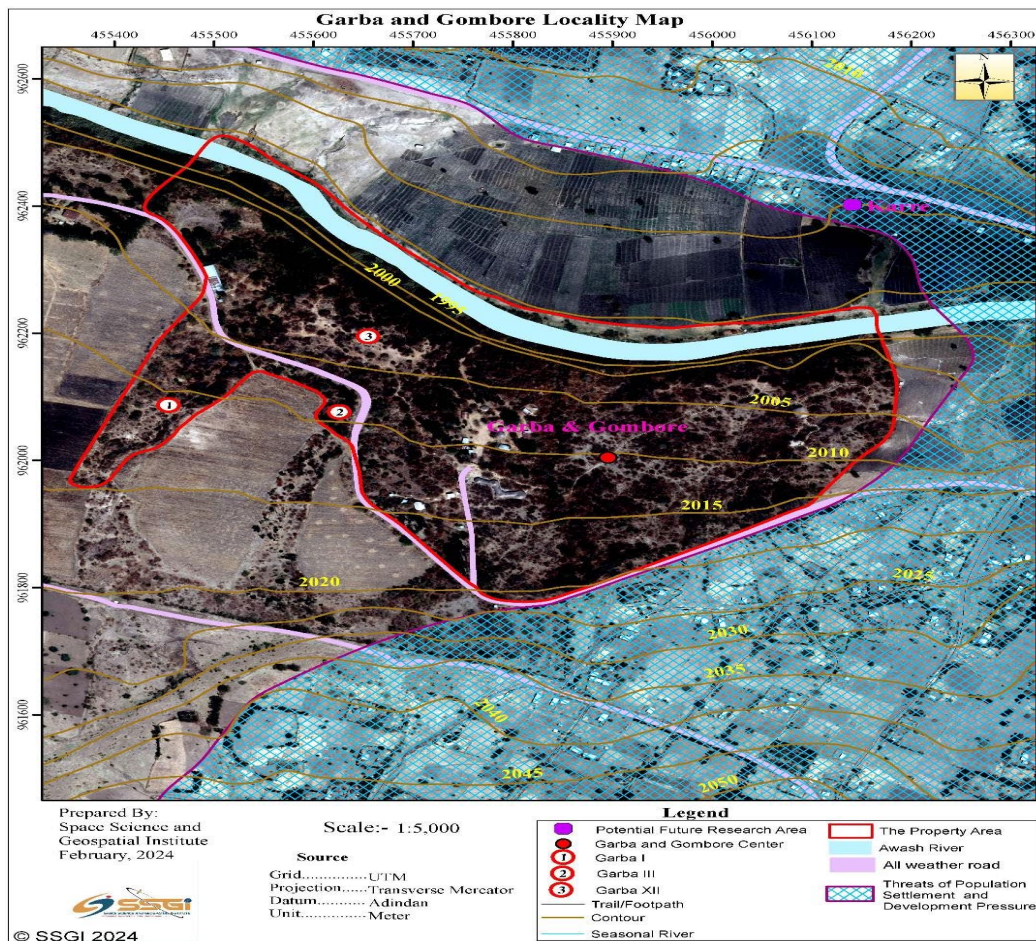 Garba and Gombore Locality Map
455400 455500 455600 455700 455800 455900 456000 456100 456200 456300
962600
962400
962200
962000
961800
961600
2010
Karre
2000
1995
3
1
2
2005
Garba & Gombore
2010
2015
2020
2025
2030
2035
2040
2045
2050
Prepared By:
Space Science and
Geospatial Institute
February, 2024
SSGI
© SSGI 2024
Scale:- 1:5,000
Source
Grid..............UTM
Projection......Transverse Mercator
Datum...........Adindan
Unit...............Meter
Legend
Potential Future Research Area
Garba and Gombore Center
1 Garba I
2 Garba III
3 Garba XII
Trail/Footpath
Contour
Seasonal River
The Property Area
Awash River
All weather road
Threats of Population
Settlement and
Development Pressure